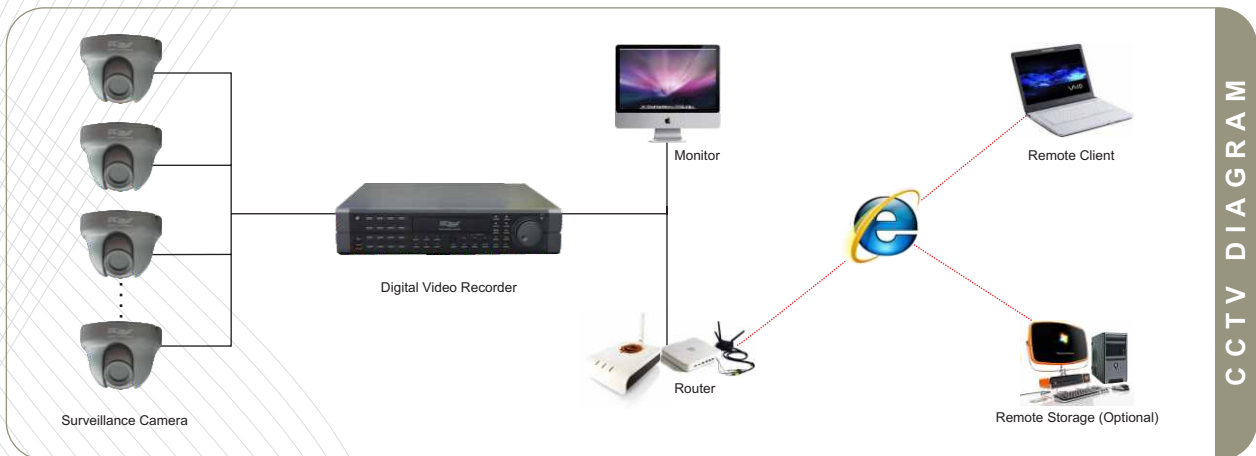 Surveillance Camera
Digital Video Recorder
Monitor
Router
Remote Client
Remote Storage (Optional)
CCTV DIAGRAM